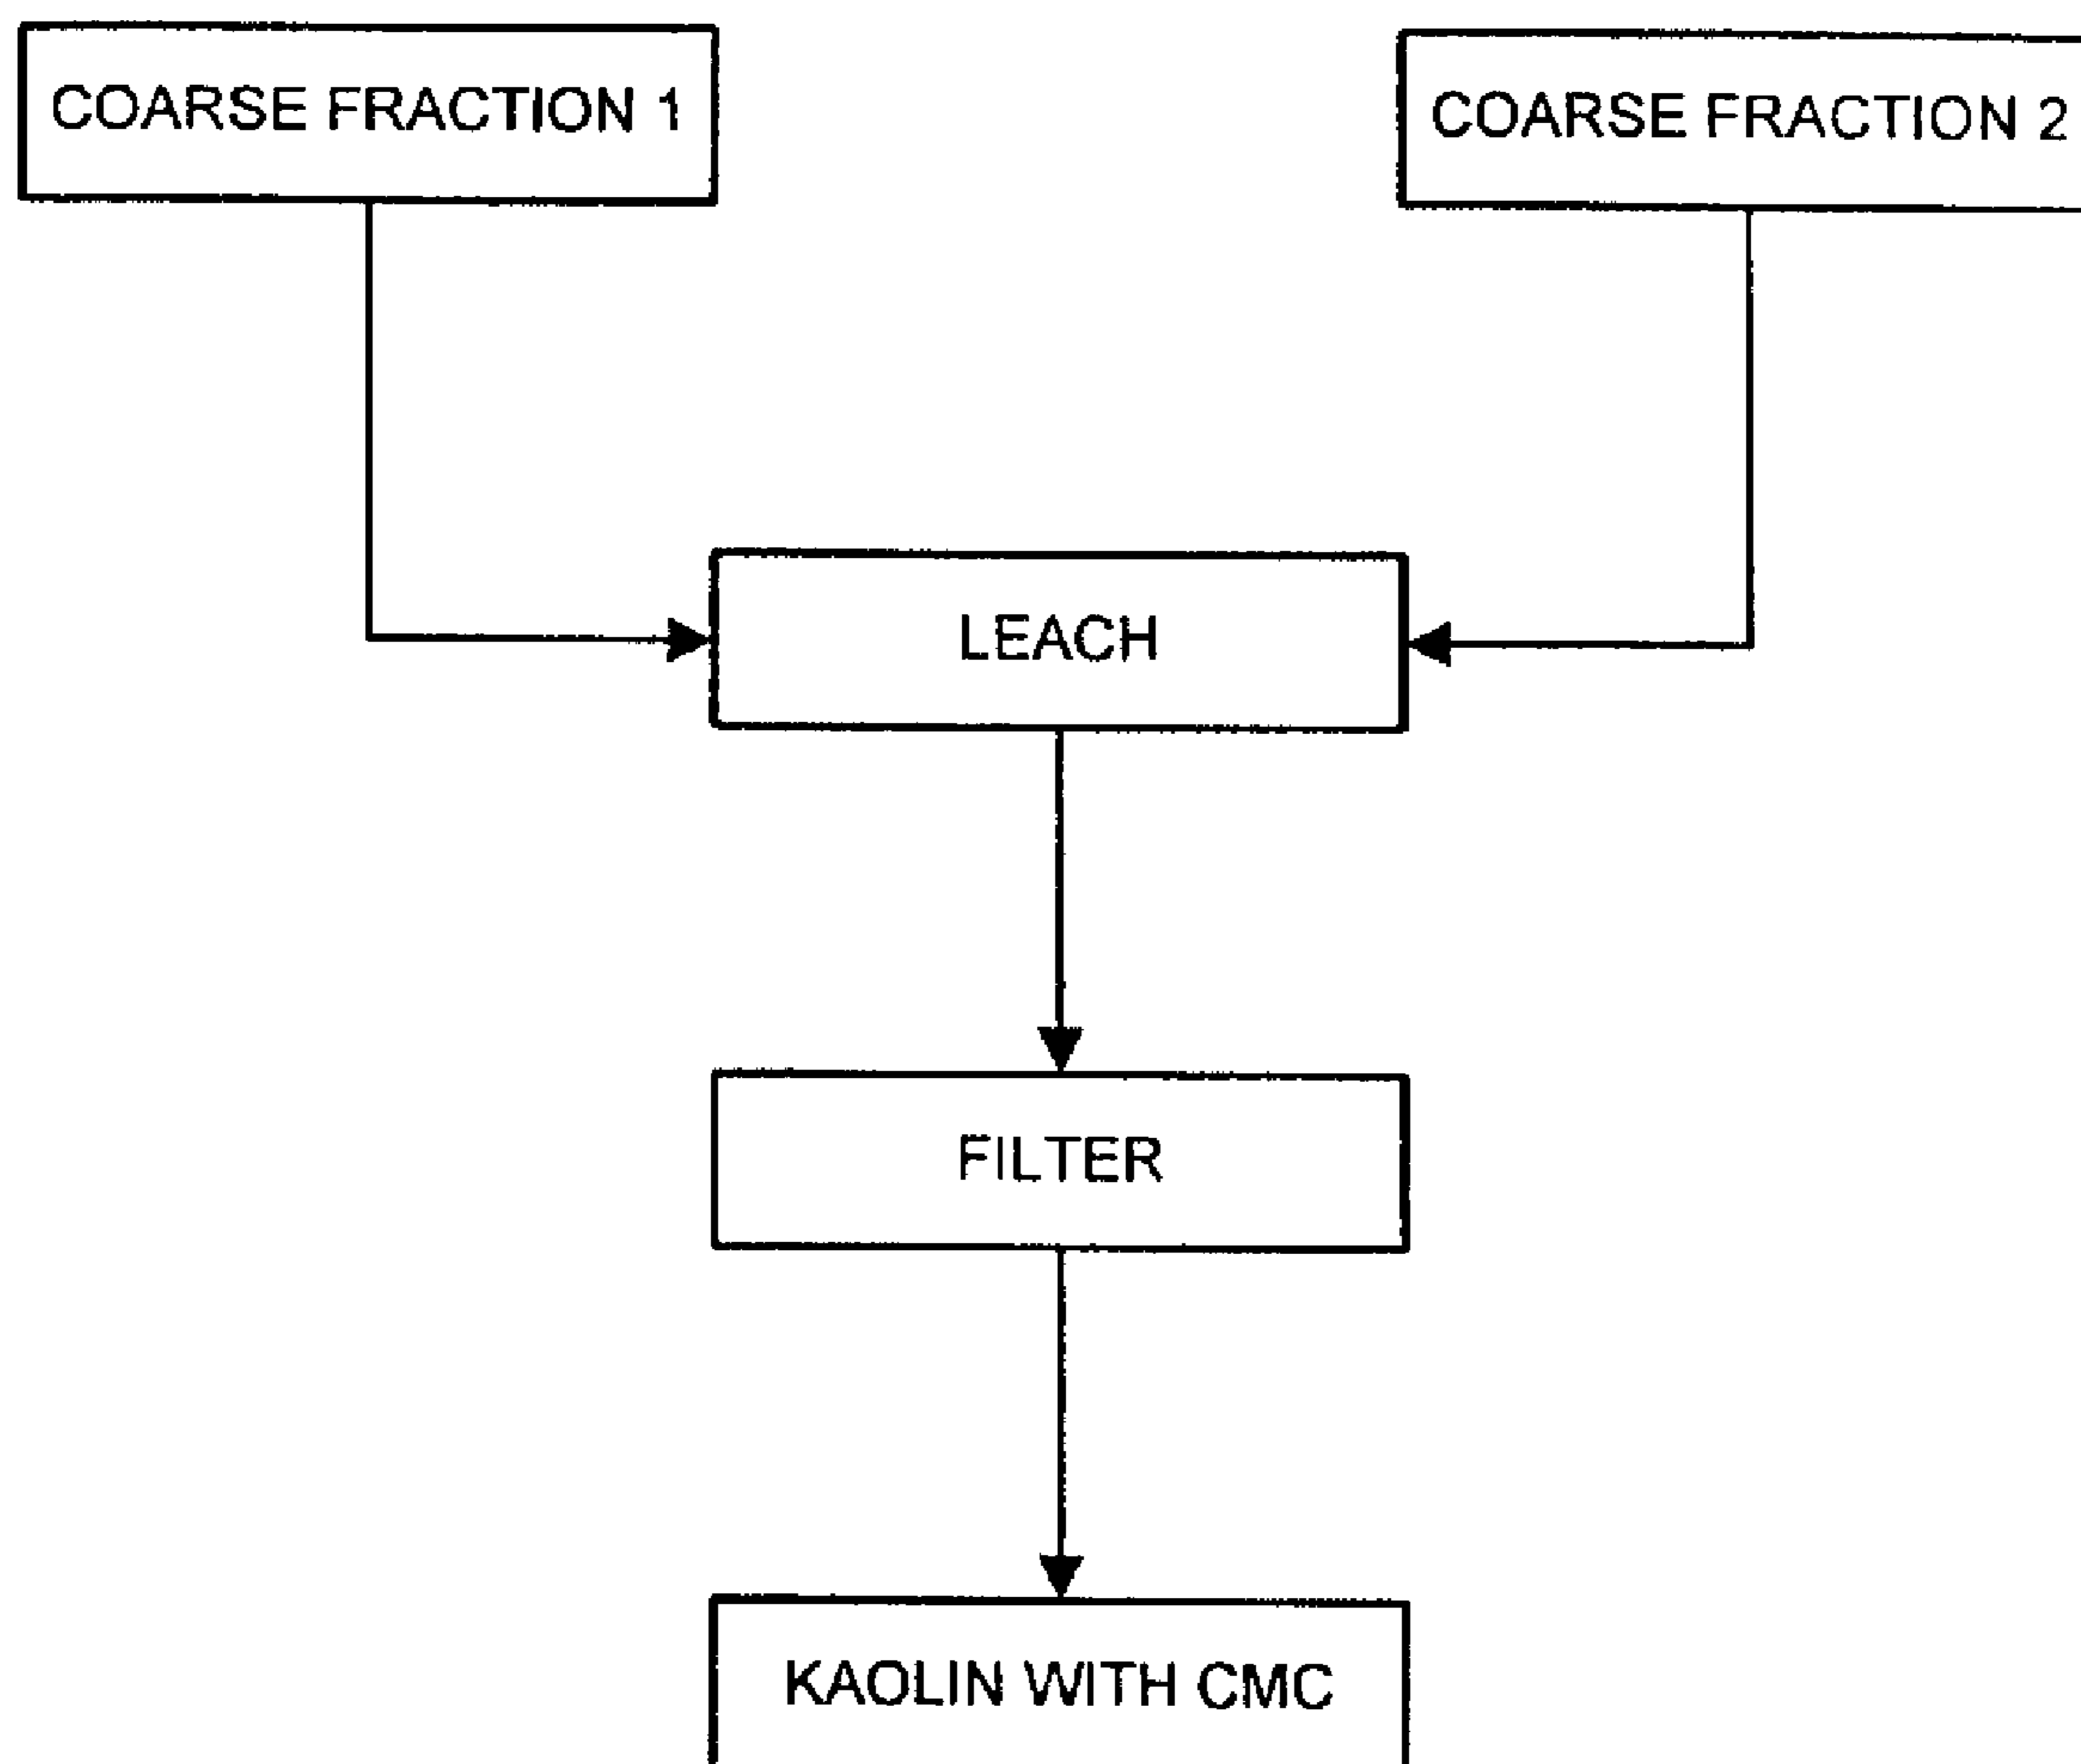 COARSE FRACTION 1
COARSE FRACTION 2
LEACH
FILTER
KAOLIN WITH CMC